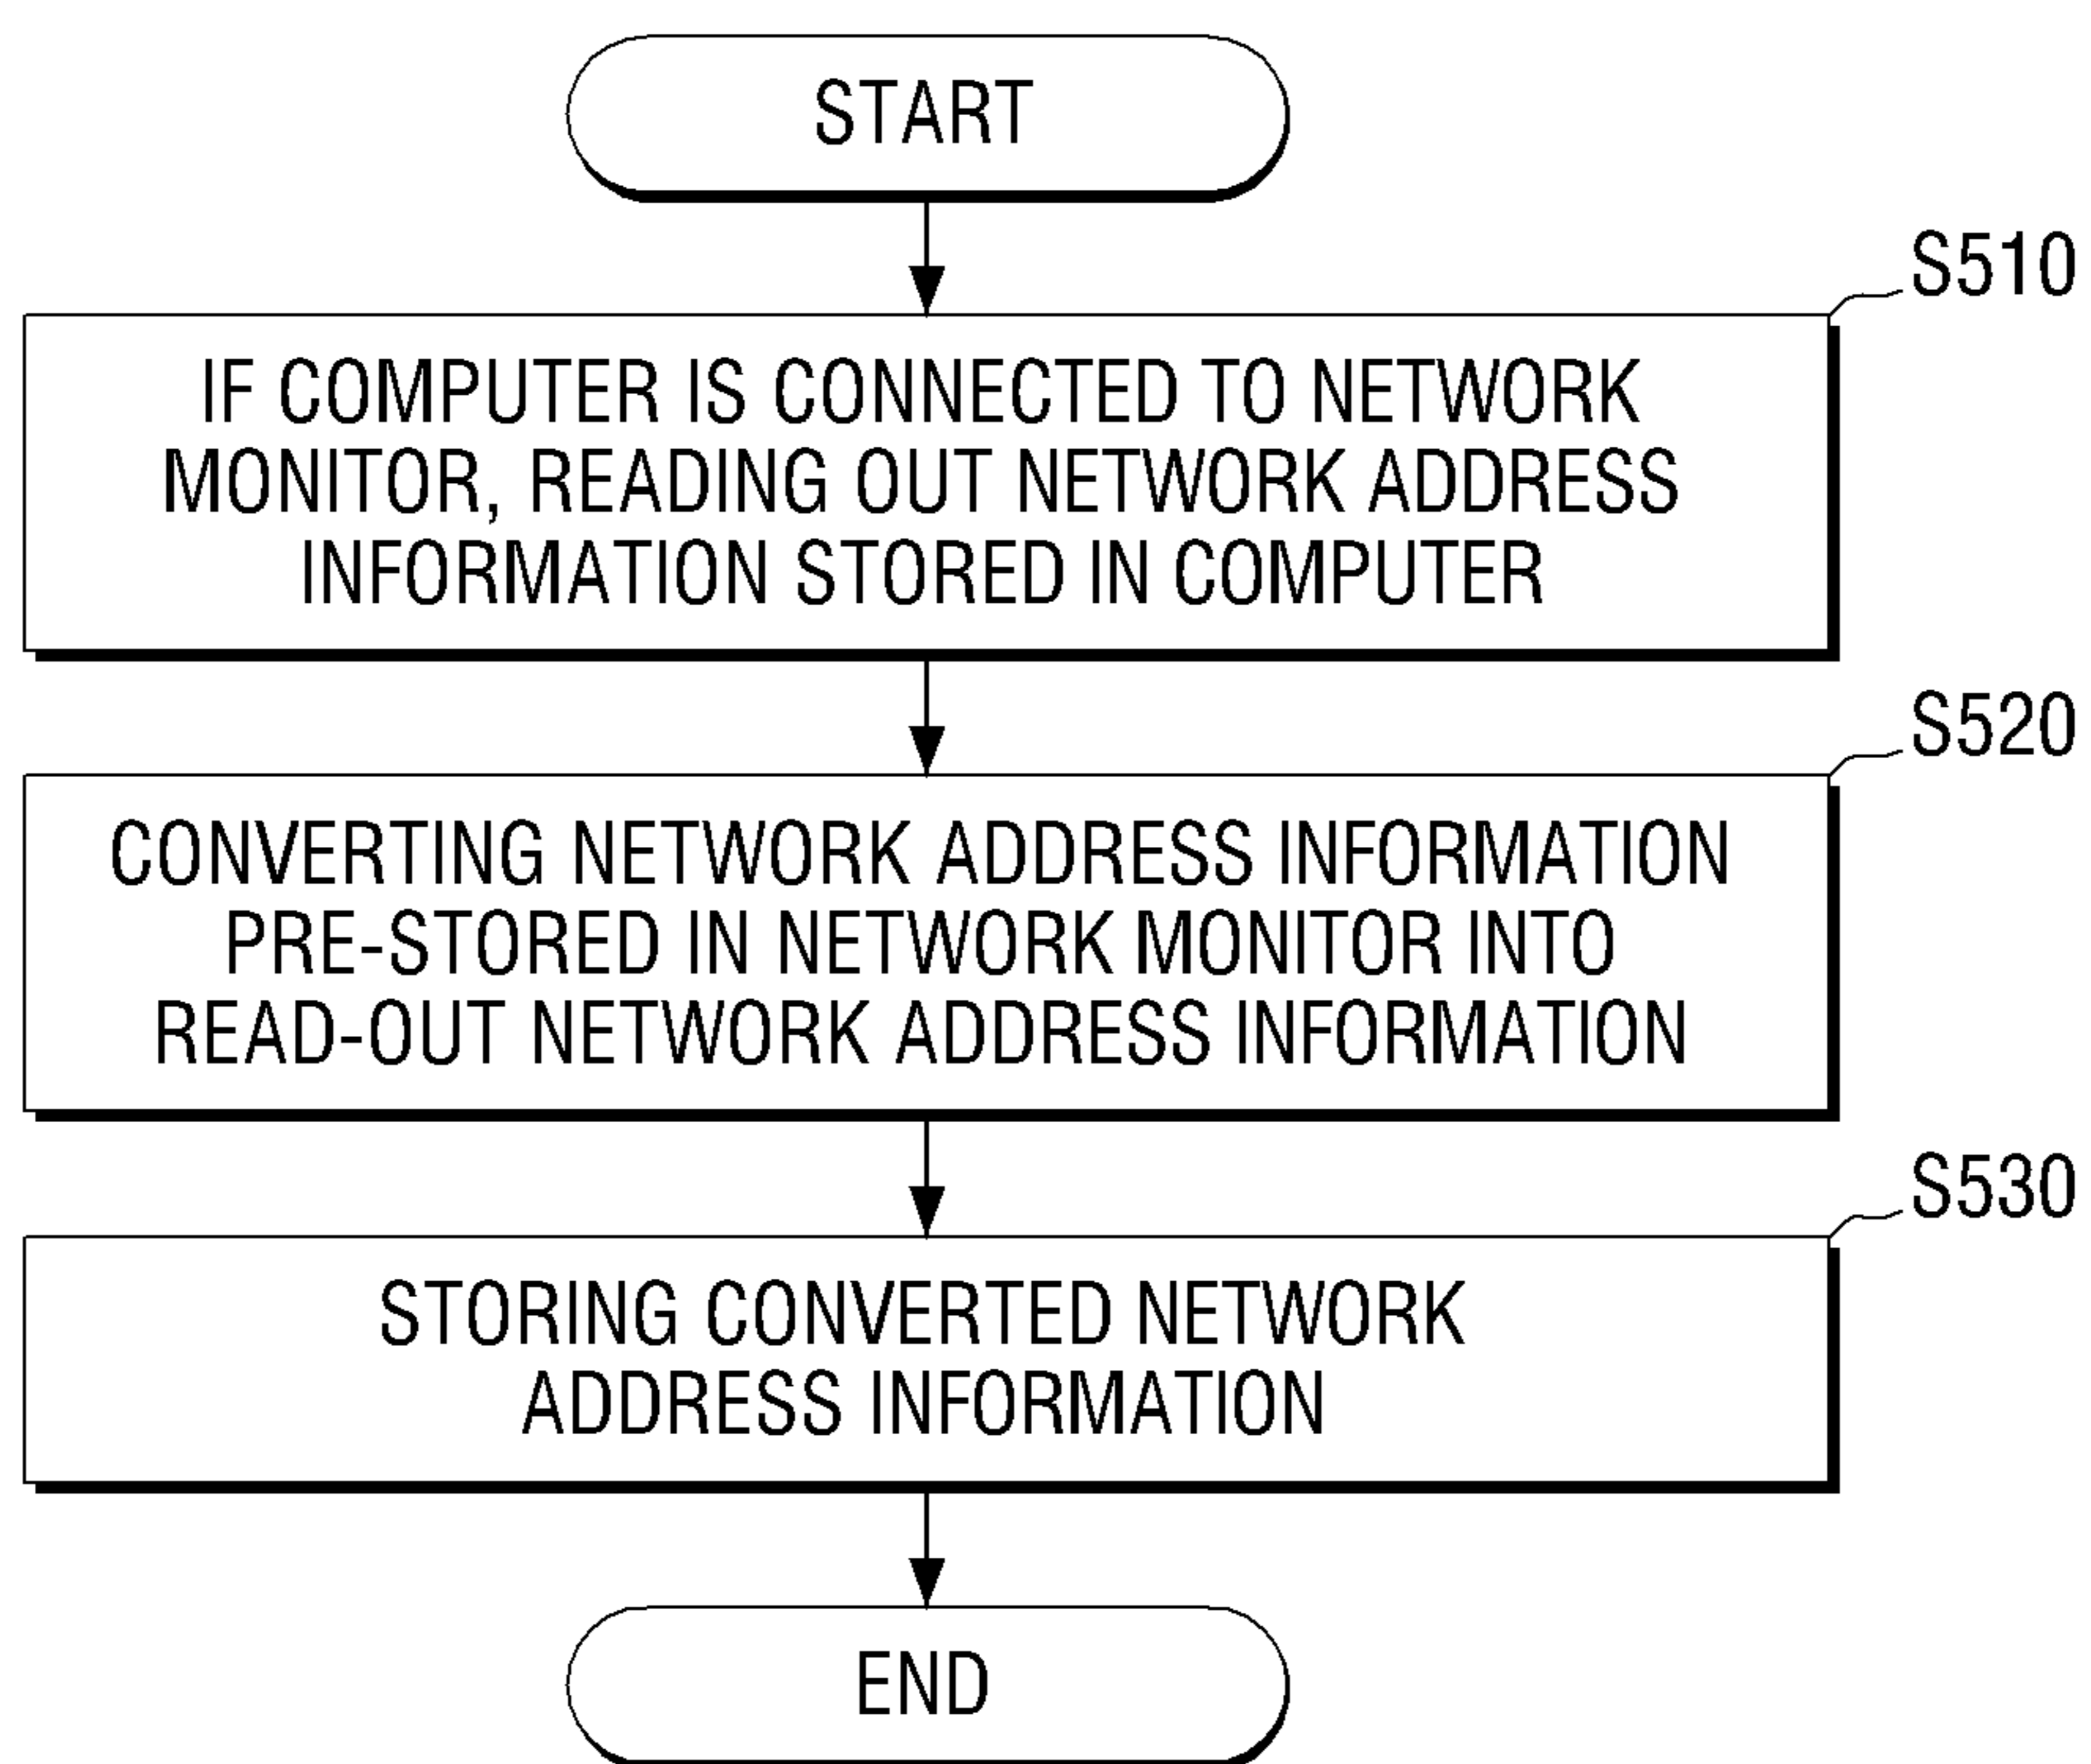 START
S510
IF COMPUTER IS CONNECTED TO NETWORK
MONITOR, READING OUT NETWORK ADDRESS
INFORMATION STORED IN COMPUTER
S520
CONVERTING NETWORK ADDRESS INFORMATION
PRE-STORED IN NETWORK MONITOR INTO
READ-OUT NETWORK ADDRESS INFORMATION
S530
STORING CONVERTED NETWORK
ADDRESS INFORMATION
END